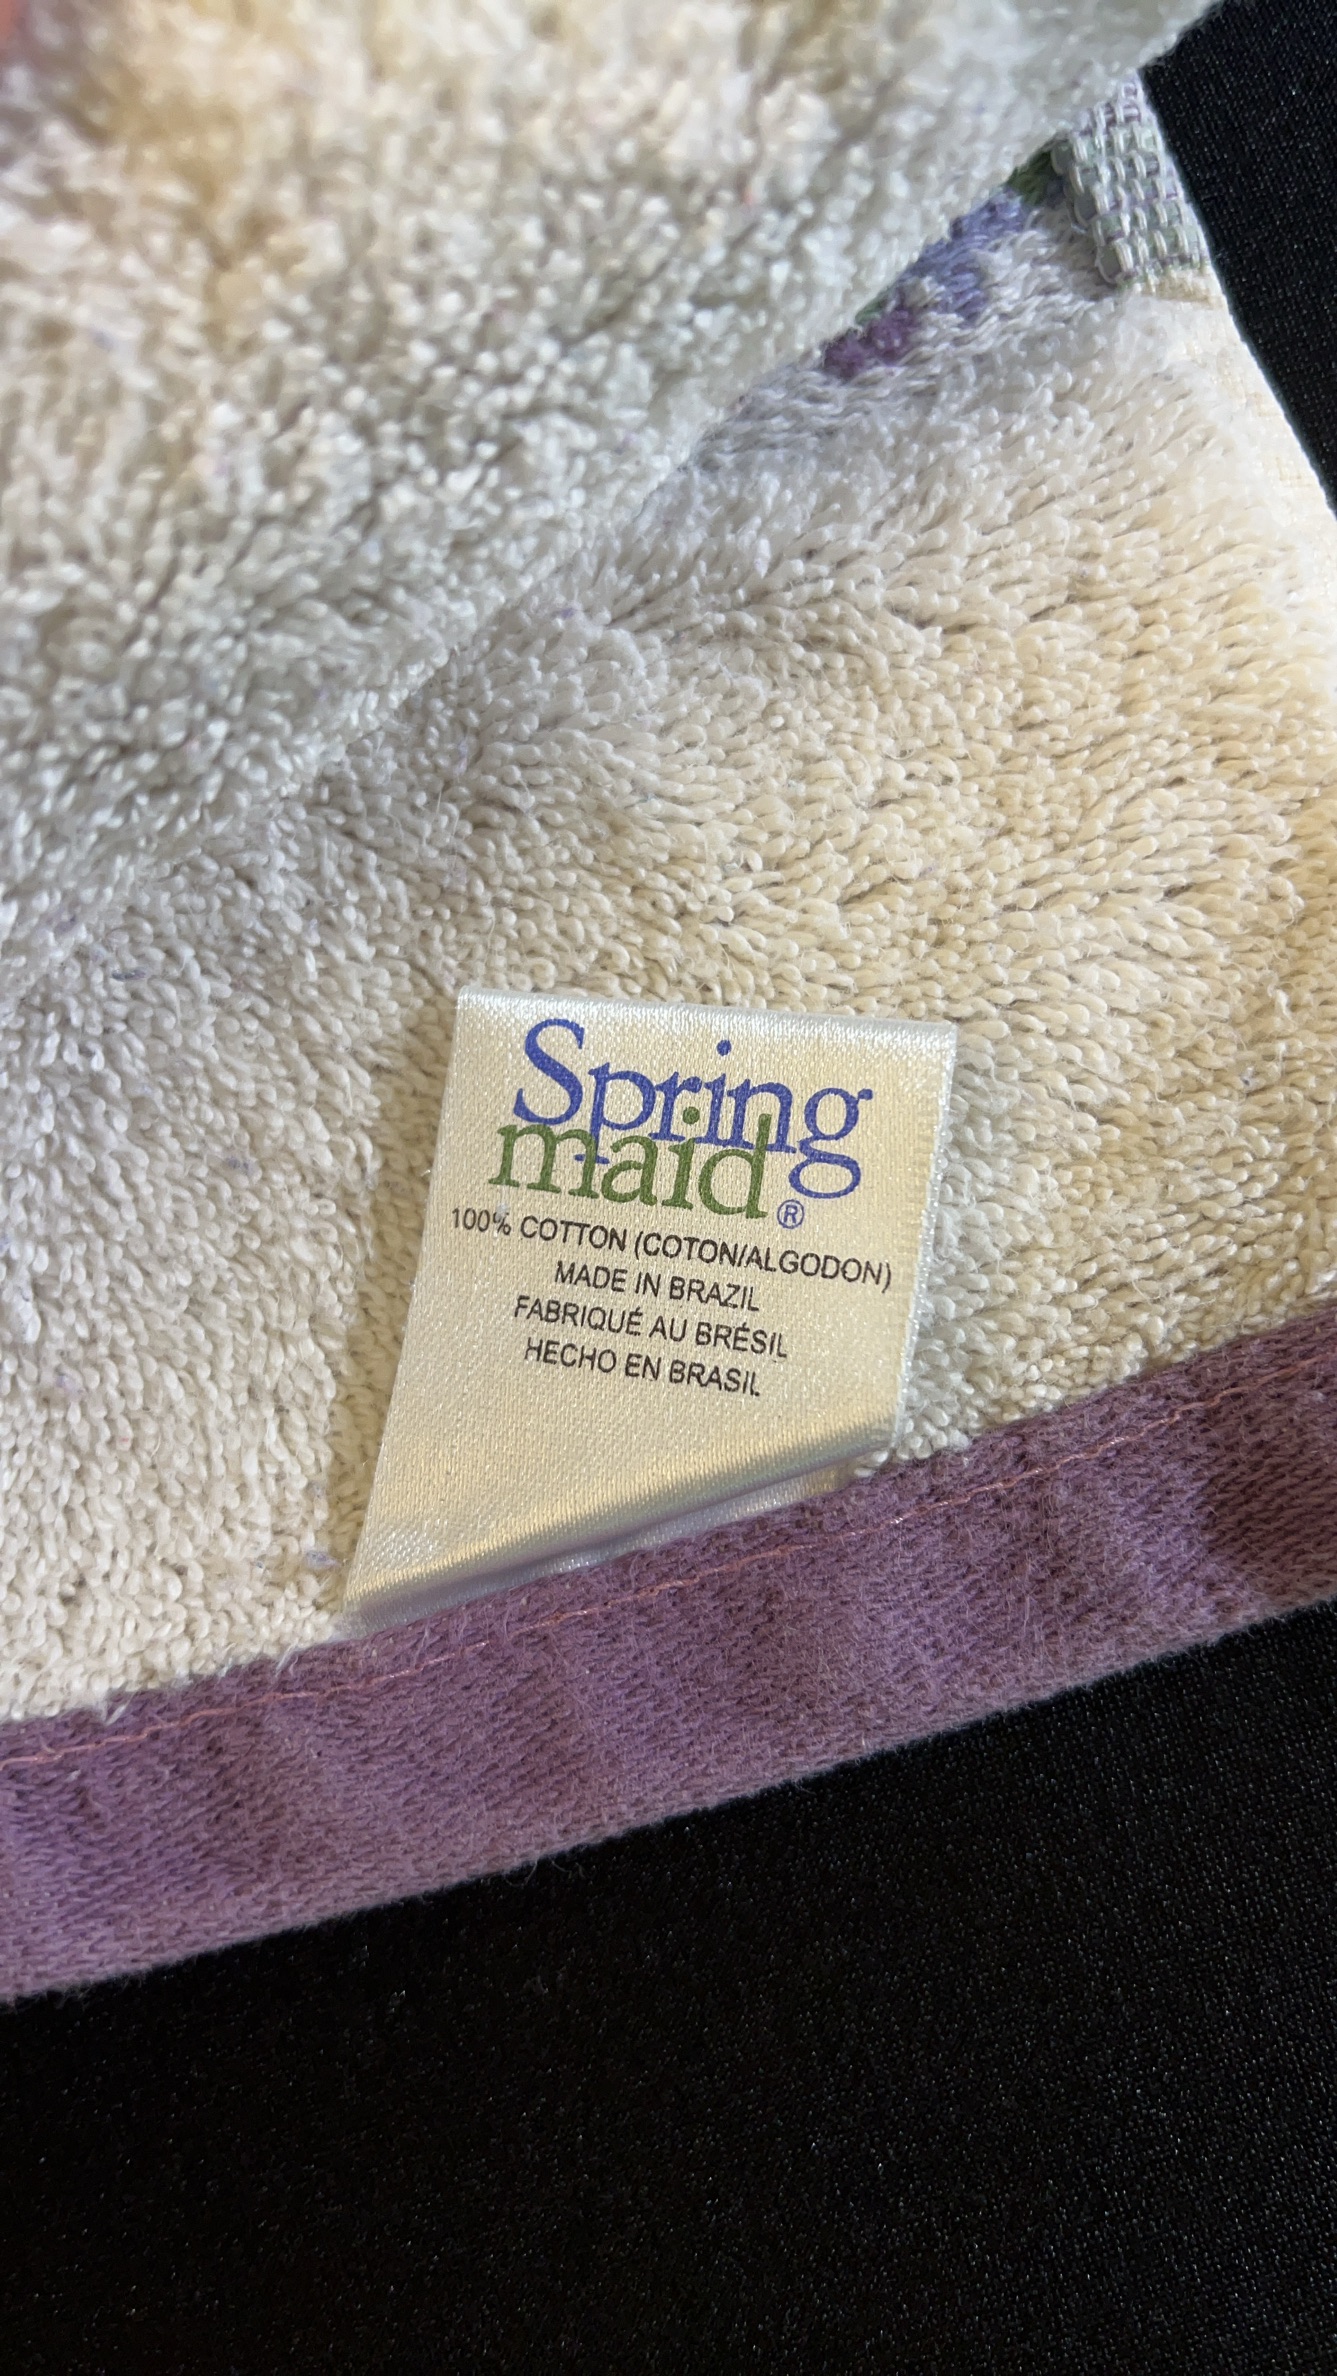 Spring
maid®
100% COTTON (COTON/ALGODON)
MADE IN BRAZIL
FABRIQUÉ AU BRÉSIL
HECHO EN BRASIL